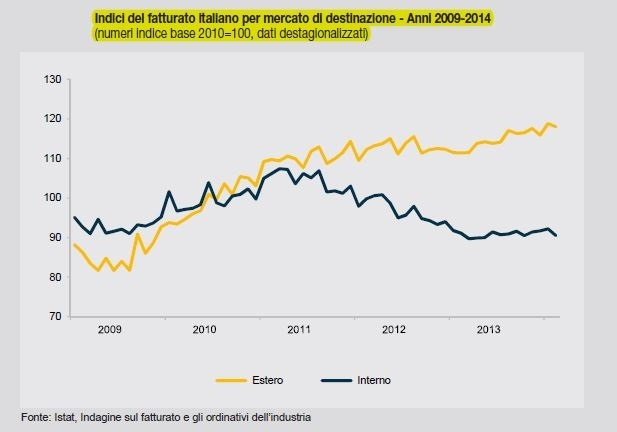 Indici del fatturato italiano per mercato di destinazione - Anni 2009-2014
(numeri indice base 2010=100, dati destagionalizzati)
130
120
110
100
90
80
70
2009 2010 2011 2012 2013
Estero Interno
Fonte: Istat, Indagine sul fatturato e gli ordinativi dell'industria